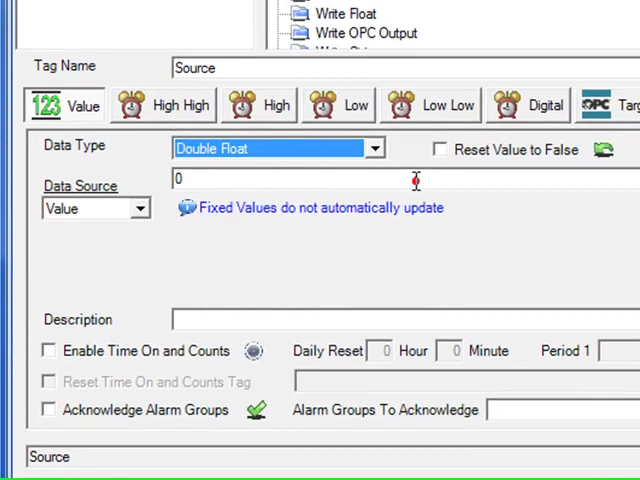 Write Float
Write OPC Output
Tag Name Source
123 Value High High High Low Low Low Digital OPC
Data Type Double Float Reset Value to False
Data Source 0
Value Fixed Values do not automatically update
Description
Enable Time On and Counts Daily Reset 0 Hour 0 Minute Period 1
Reset Time On and Counts Tag
Acknowledge Alarm Groups Alarm Groups To Acknowledge
Source